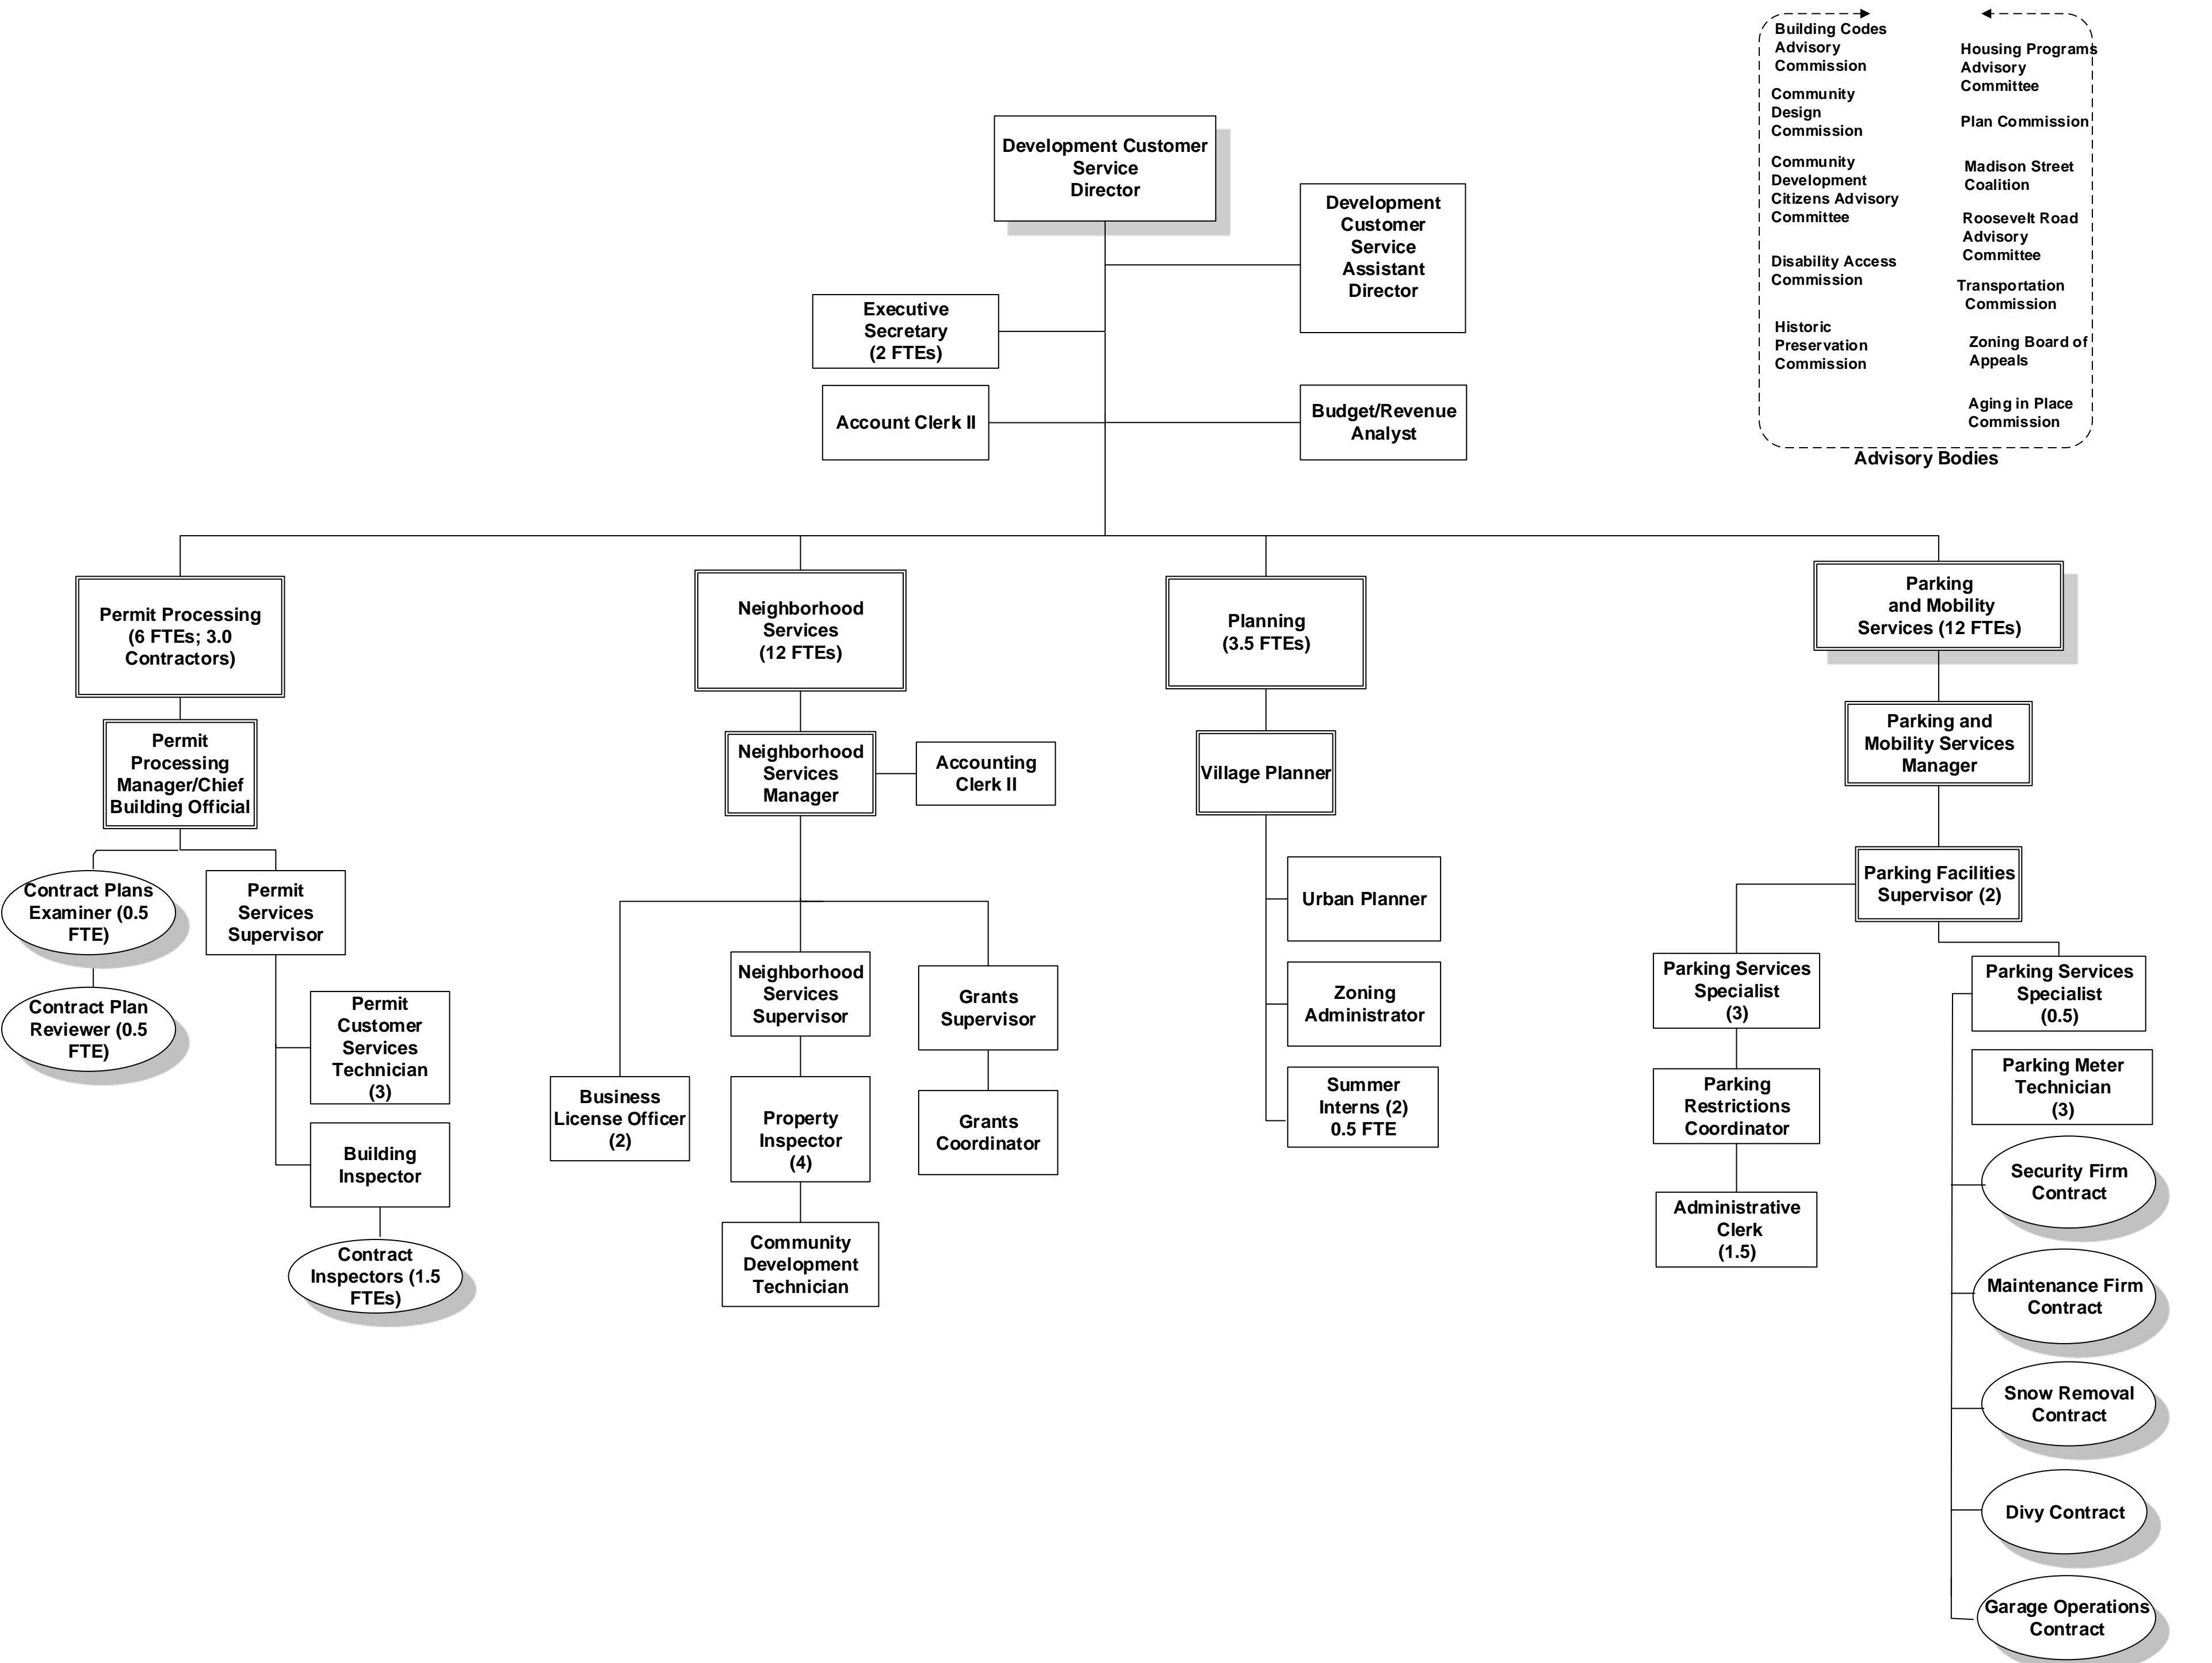 Building Codes
Advisory
Commission
Community
Design
Commission
Community
Development
Citizens Advisory
Committee
Disability Access
Commission
Historic
Preservation
Commission
Housing Programs
Advisory
Committee
Plan Commission
Madison Street
Coalition
Roosevelt Road
Advisory
Committee
Transportation
Commission
Zoning Board of
Appeals
Aging in Place
Commission
Advisory Bodies
Development Customer
Service
Director
Development
Customer
Service
Assistant
Director
Executive
Secretary
(2 FTEs)
Account Clerk II
Budget/Revenue
Analyst
Permit Processing
(6 FTEs; 3.0
Contractors)
Permit
Processing
Manager/Chief
Building Official
Contract Plans
Examiner (0.5
FTE)
Contract Plan
Reviewer (0.5
FTE)
Permit
Services
Supervisor
Permit
Customer
Services
Technician
(3)
Building
Inspector
Contract
Inspectors (1.5
FTEs)
Neighborhood
Services
(12 FTEs)
Neighborhood
Services
Manager
Accounting
Clerk II
Business
License Officer
(2)
Neighborhood
Services
Supervisor
Property
Inspector
(4)
Community
Development
Technician
Grants
Supervisor
Grants
Coordinator
Planning
(3.5 FTEs)
Village Planner
Urban Planner
Zoning
Administrator
Summer
Interns (2)
0.5 FTE
Parking
and Mobility
Services (12 FTEs)
Parking and
Mobility Services
Manager
Parking Facilities
Supervisor (2)
Parking Services
Specialist
(3)
Parking
Restrictions
Coordinator
Administrative
Clerk
(1.5)
Parking Services
Specialist
(0.5)
Parking Meter
Technician
(3)
Security Firm
Contract
Maintenance Firm
Contract
Snow Removal
Contract
Divy Contract
Garage Operations
Contract